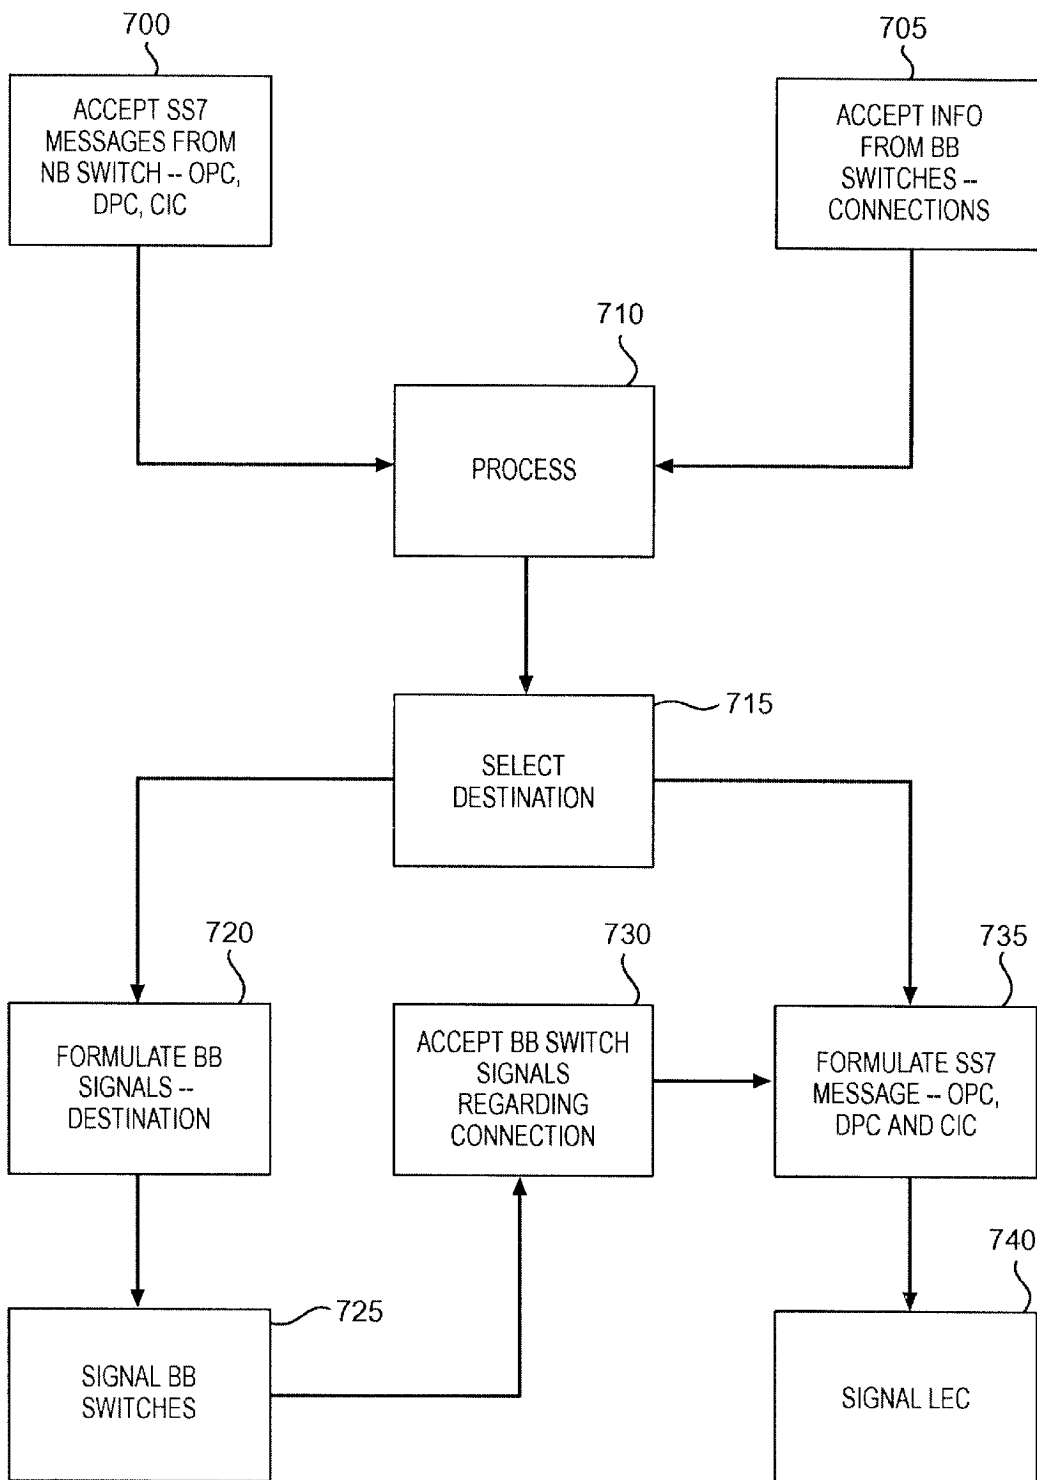 700
705
ACCEPT SS7
MESSAGES FROM
NB SWITCH -- OPC,
DPC, CIC
ACCEPT INFO
FROM BB
SWITCHES --
CONNECTIONS
710
PROCESS
715
SELECT
DESTINATION
720
730
735
FORMULATE BB
SIGNALS --
DESTINATION
ACCEPT BB SWITCH
SIGNALS
REGARDING
CONNECTION
FORMULATE SS7
MESSAGE -- OPC,
DPC AND CIC
725
740
SIGNAL BB
SWITCHES
SIGNAL LEC